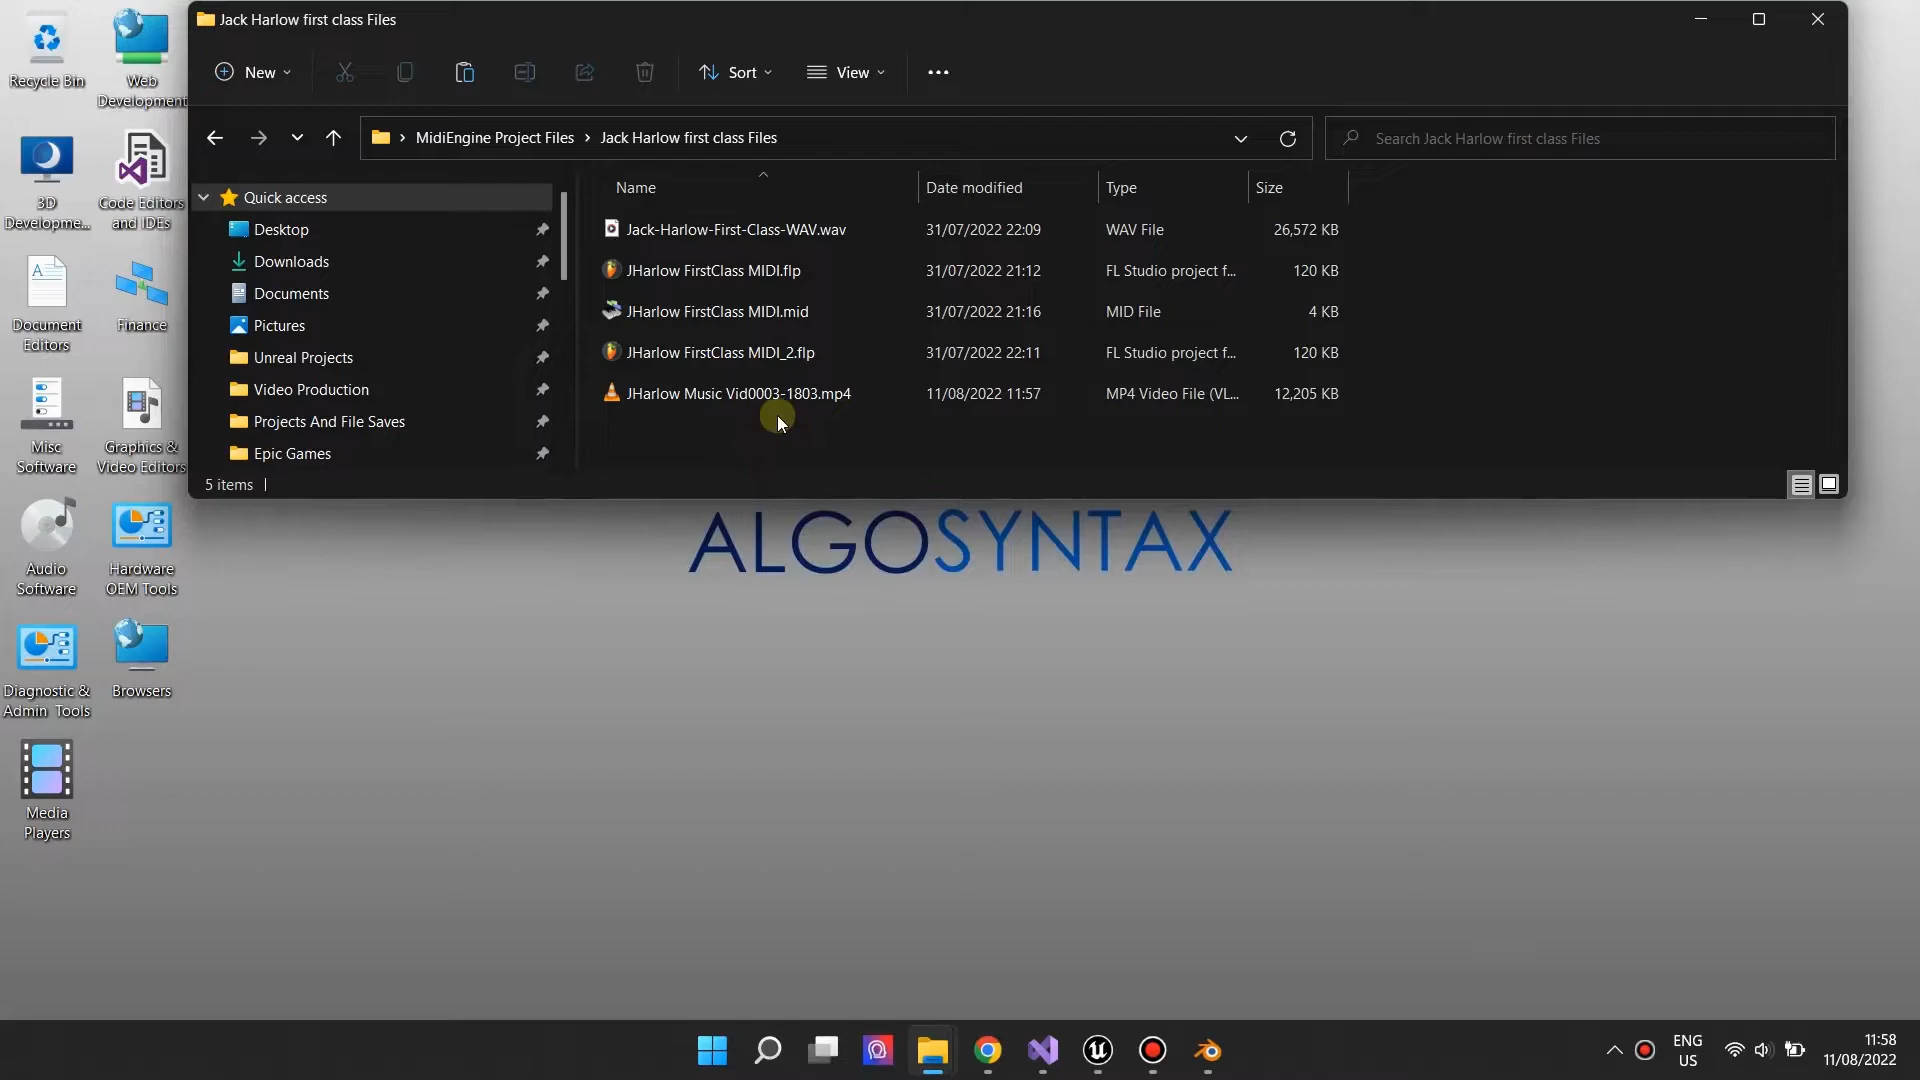 Jack Harlow first class Files
New
Sort
View
MidiEngine Project Files
Jack Harlow first class Files
Search Jack Harlow first class Files
Quick access
Desktop
Downloads
Documents
Pictures
Unreal Projects
Video Production
Projects And File Saves
Epic Games
Name Date modified Type Size
Jack-Harlow-First-Class-WAV.wav 31/07/2022 22:09 WAV File 26,572 KB
JHarlow FirstClass MIDI.flp 31/07/2022 21:12 FL Studio project f... 120 KB
JHarlow FirstClass MIDI.mid 31/07/2022 21:16 MID File 4 KB
JHarlow FirstClass MIDI_2.flp 31/07/2022 22:11 FL Studio project f... 120 KB
JHarlow Music Vid0003-1803.mp4 11/08/2022 11:57 MP4 Video File (VL... 12,205 KB
5 items
Recycle Bin
Web
Development
3D
Developme...
Code Editors
and IDEs
Document
Editors
Finance
Misc
Software
Graphics &
Video Editors
Audio
Software
Hardware
OEM Tools
Diagnostic &
Admin Tools
Browsers
Media
Players
ALGOSYNTAX
ENG
US
11:58
11/08/2022